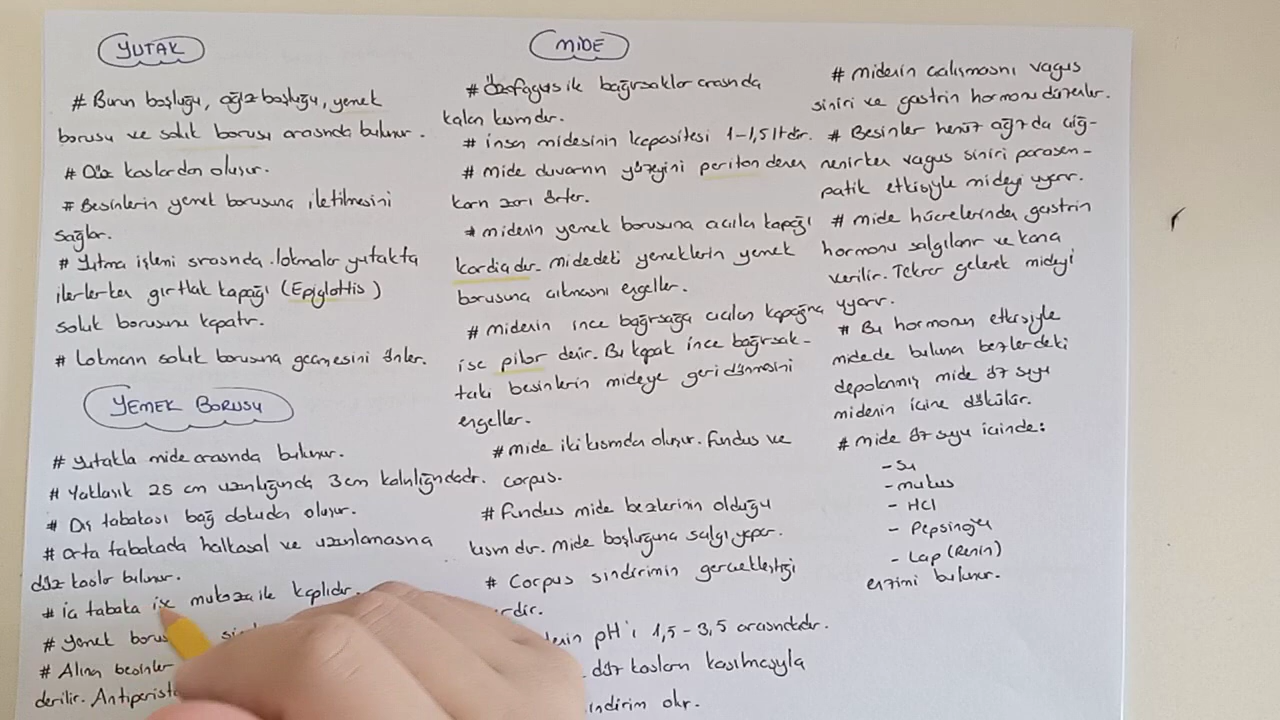 YUTAK
# Burun boşluğu, ağız boşluğu, yemek
borusu ve soluk borusu arasında bulunur.
# Düz kaslardan oluşur.
# Besinlerin yemek borusuna iletilmesini
sağlar.
# Yutma işlemi sırasında lokmalar yutakta
ilerlerken gırtlak kapağı (Epiglottis)
soluk borusunu kapatır.
# Lokmanın soluk borusuna geçmesini önler.
YEMEK BORUSU
# Yutakla mide arasında bulunur.
# Yaklaşık 25 cm uzunlığında 3cm kalınlığındadır.
# Dış tabakası bağ dokudan oluşur.
# Orta tabakada halkasal ve uzunlamasına
düz kaslar bulunur.
# iç tabaka ise mukoza ile kaplıdır.
# Yemek
# Alınan besinler
derilir.
MİDE
# Özofagus ile bağırsaklar arasında
kalan kısımdır.
# İnsan midesinin kapasitesi 1-1,5 ltdir.
# Mide duvarının yüzeyini periton denen
karın zarı örter.
# midenin yemek borusuna açılan kapağı
kardiadır. Midedeki yemeklerin yemek
borusuna çıkmasını engeller.
# midenin ince bağırsağa açılan kapağına
ise pilor denir. Bu kapak ince bağırsak-
taki besinlerin mideye geri dönmesini
engeller.
# mide iki kısımdan oluşur. Fundus ve
corpus.
# Fundus mide bezlerinin olduğu
kısımdır. Mide boşluğuna salgı yapar.
# Corpus sindirimin gerçekleştiği
pH'ı 1,5-3,5 arasındadır.
düz kasların kasılmasıyla
olur.
# midenin çalışmasını vagus
siniri ve gastrin hormonu düzenler.
# Besinler henüz ağızda çiğ-
nenirken vagus siniri parasem-
patik etkisiyle mideyi uyarır.
# mide hücrelerinden gastrin
hormonu salgılanır ve kana
verilir. Tekrar gelerek mideyi
uyarır.
# Bu hormonun etkisiyle
midede bulunan bezlerdeki
depolanmış mide öz suyu
midenin içine dökülür.
# mide öz suyu içinde:
- Su
- mukus
- HCl
- Pepsinojen
- Lap (Renin)
enzimi bulunur.